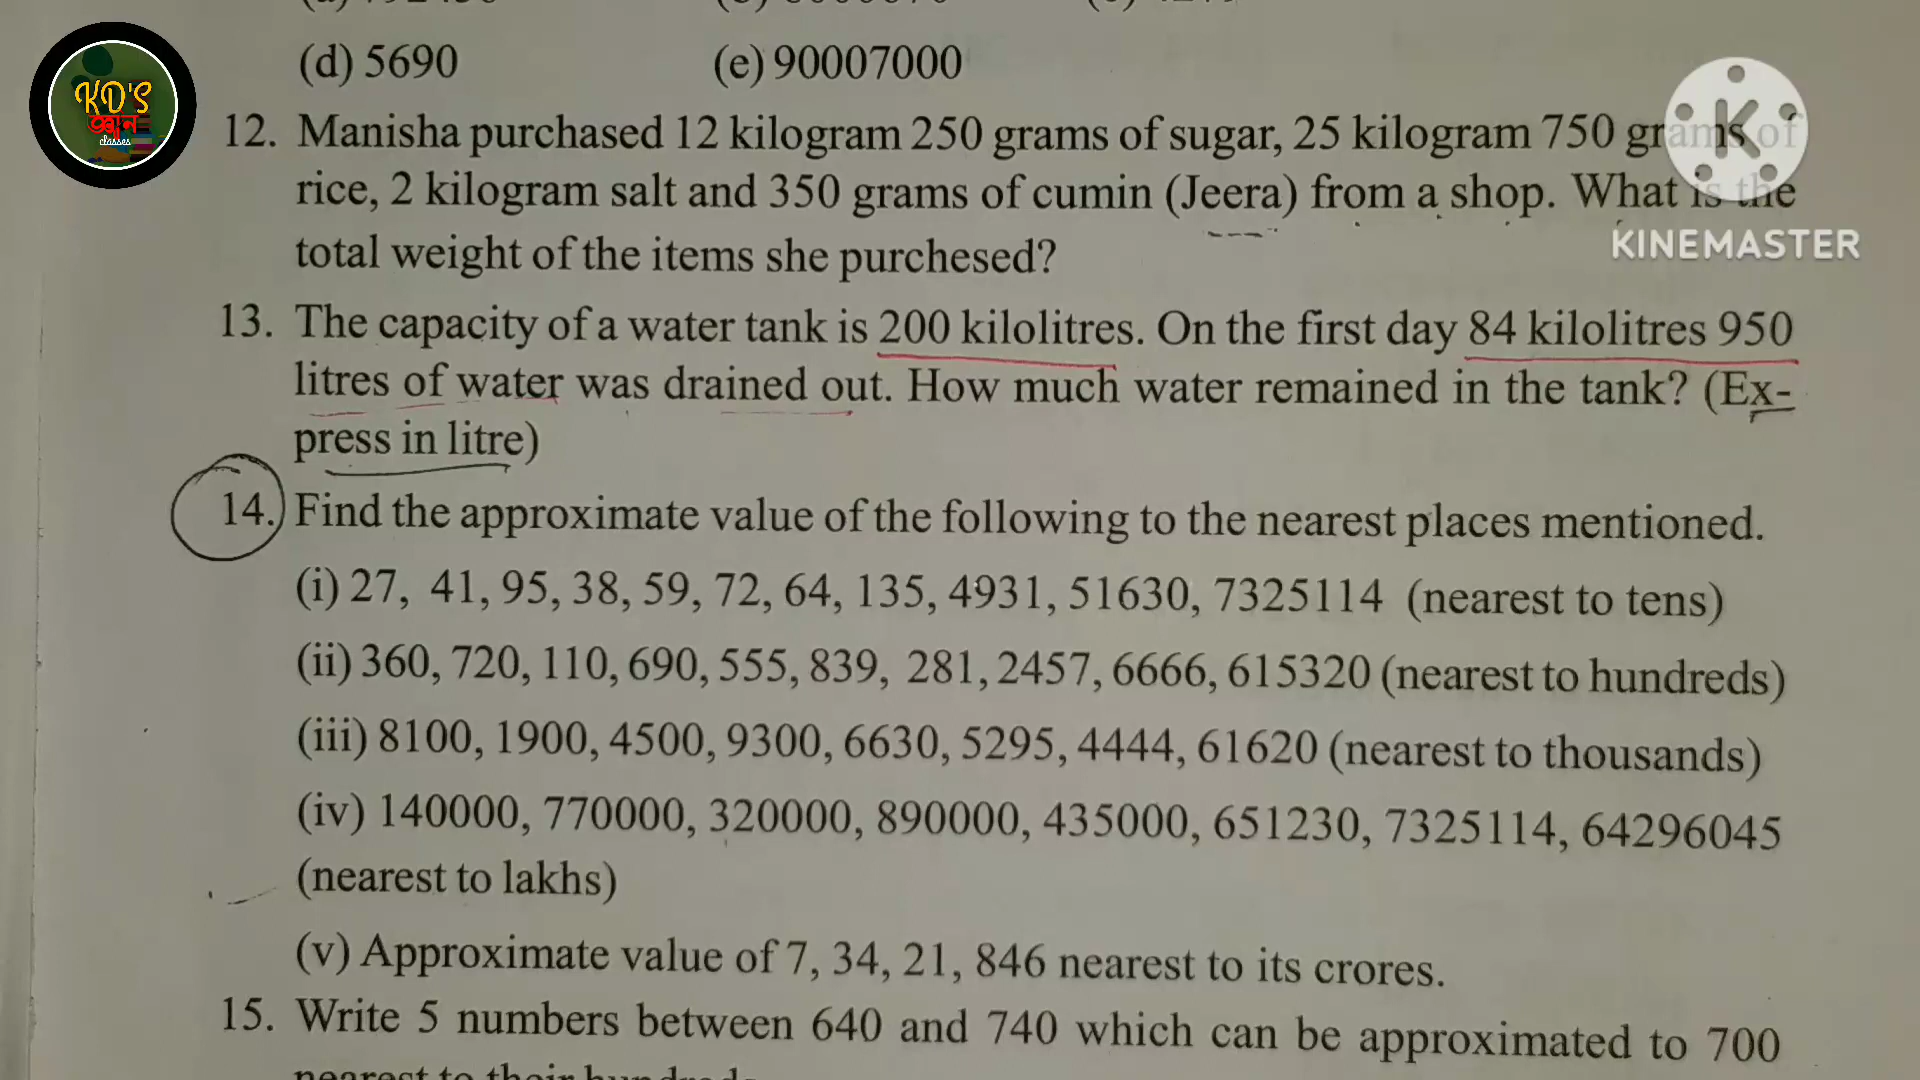 (d) 5690 (e) 90007000
KD'S
জ্ঞান
classes
12. Manisha purchased 12 kilogram 250 grams of sugar, 25 kilogram 750 grams of
rice, 2 kilogram salt and 350 grams of cumin (Jeera) from a shop. What is the
total weight of the items she purchesed?
KINEMASTER
13. The capacity of a water tank is 200 kilolitres. On the first day 84 kilolitres 950
litres of water was drained out. How much water remained in the tank? (Ex-
press in litre)
14. Find the approximate value of the following to the nearest places mentioned.
(i) 27, 41, 95, 38, 59, 72, 64, 135, 4931, 51630, 7325114 (nearest to tens)
(ii) 360, 720, 110, 690, 555, 839, 281, 2457, 6666, 615320 (nearest to hundreds)
(iii) 8100, 1900, 4500, 9300, 6630, 5295, 4444, 61620 (nearest to thousands)
(iv) 140000, 770000, 320000, 890000, 435000, 651230, 7325114, 64296045
(nearest to lakhs)
(v) Approximate value of 7, 34, 21, 846 nearest to its crores.
15. Write 5 numbers between 640 and 740 which can be approximated to 700
nearest to their hundreds